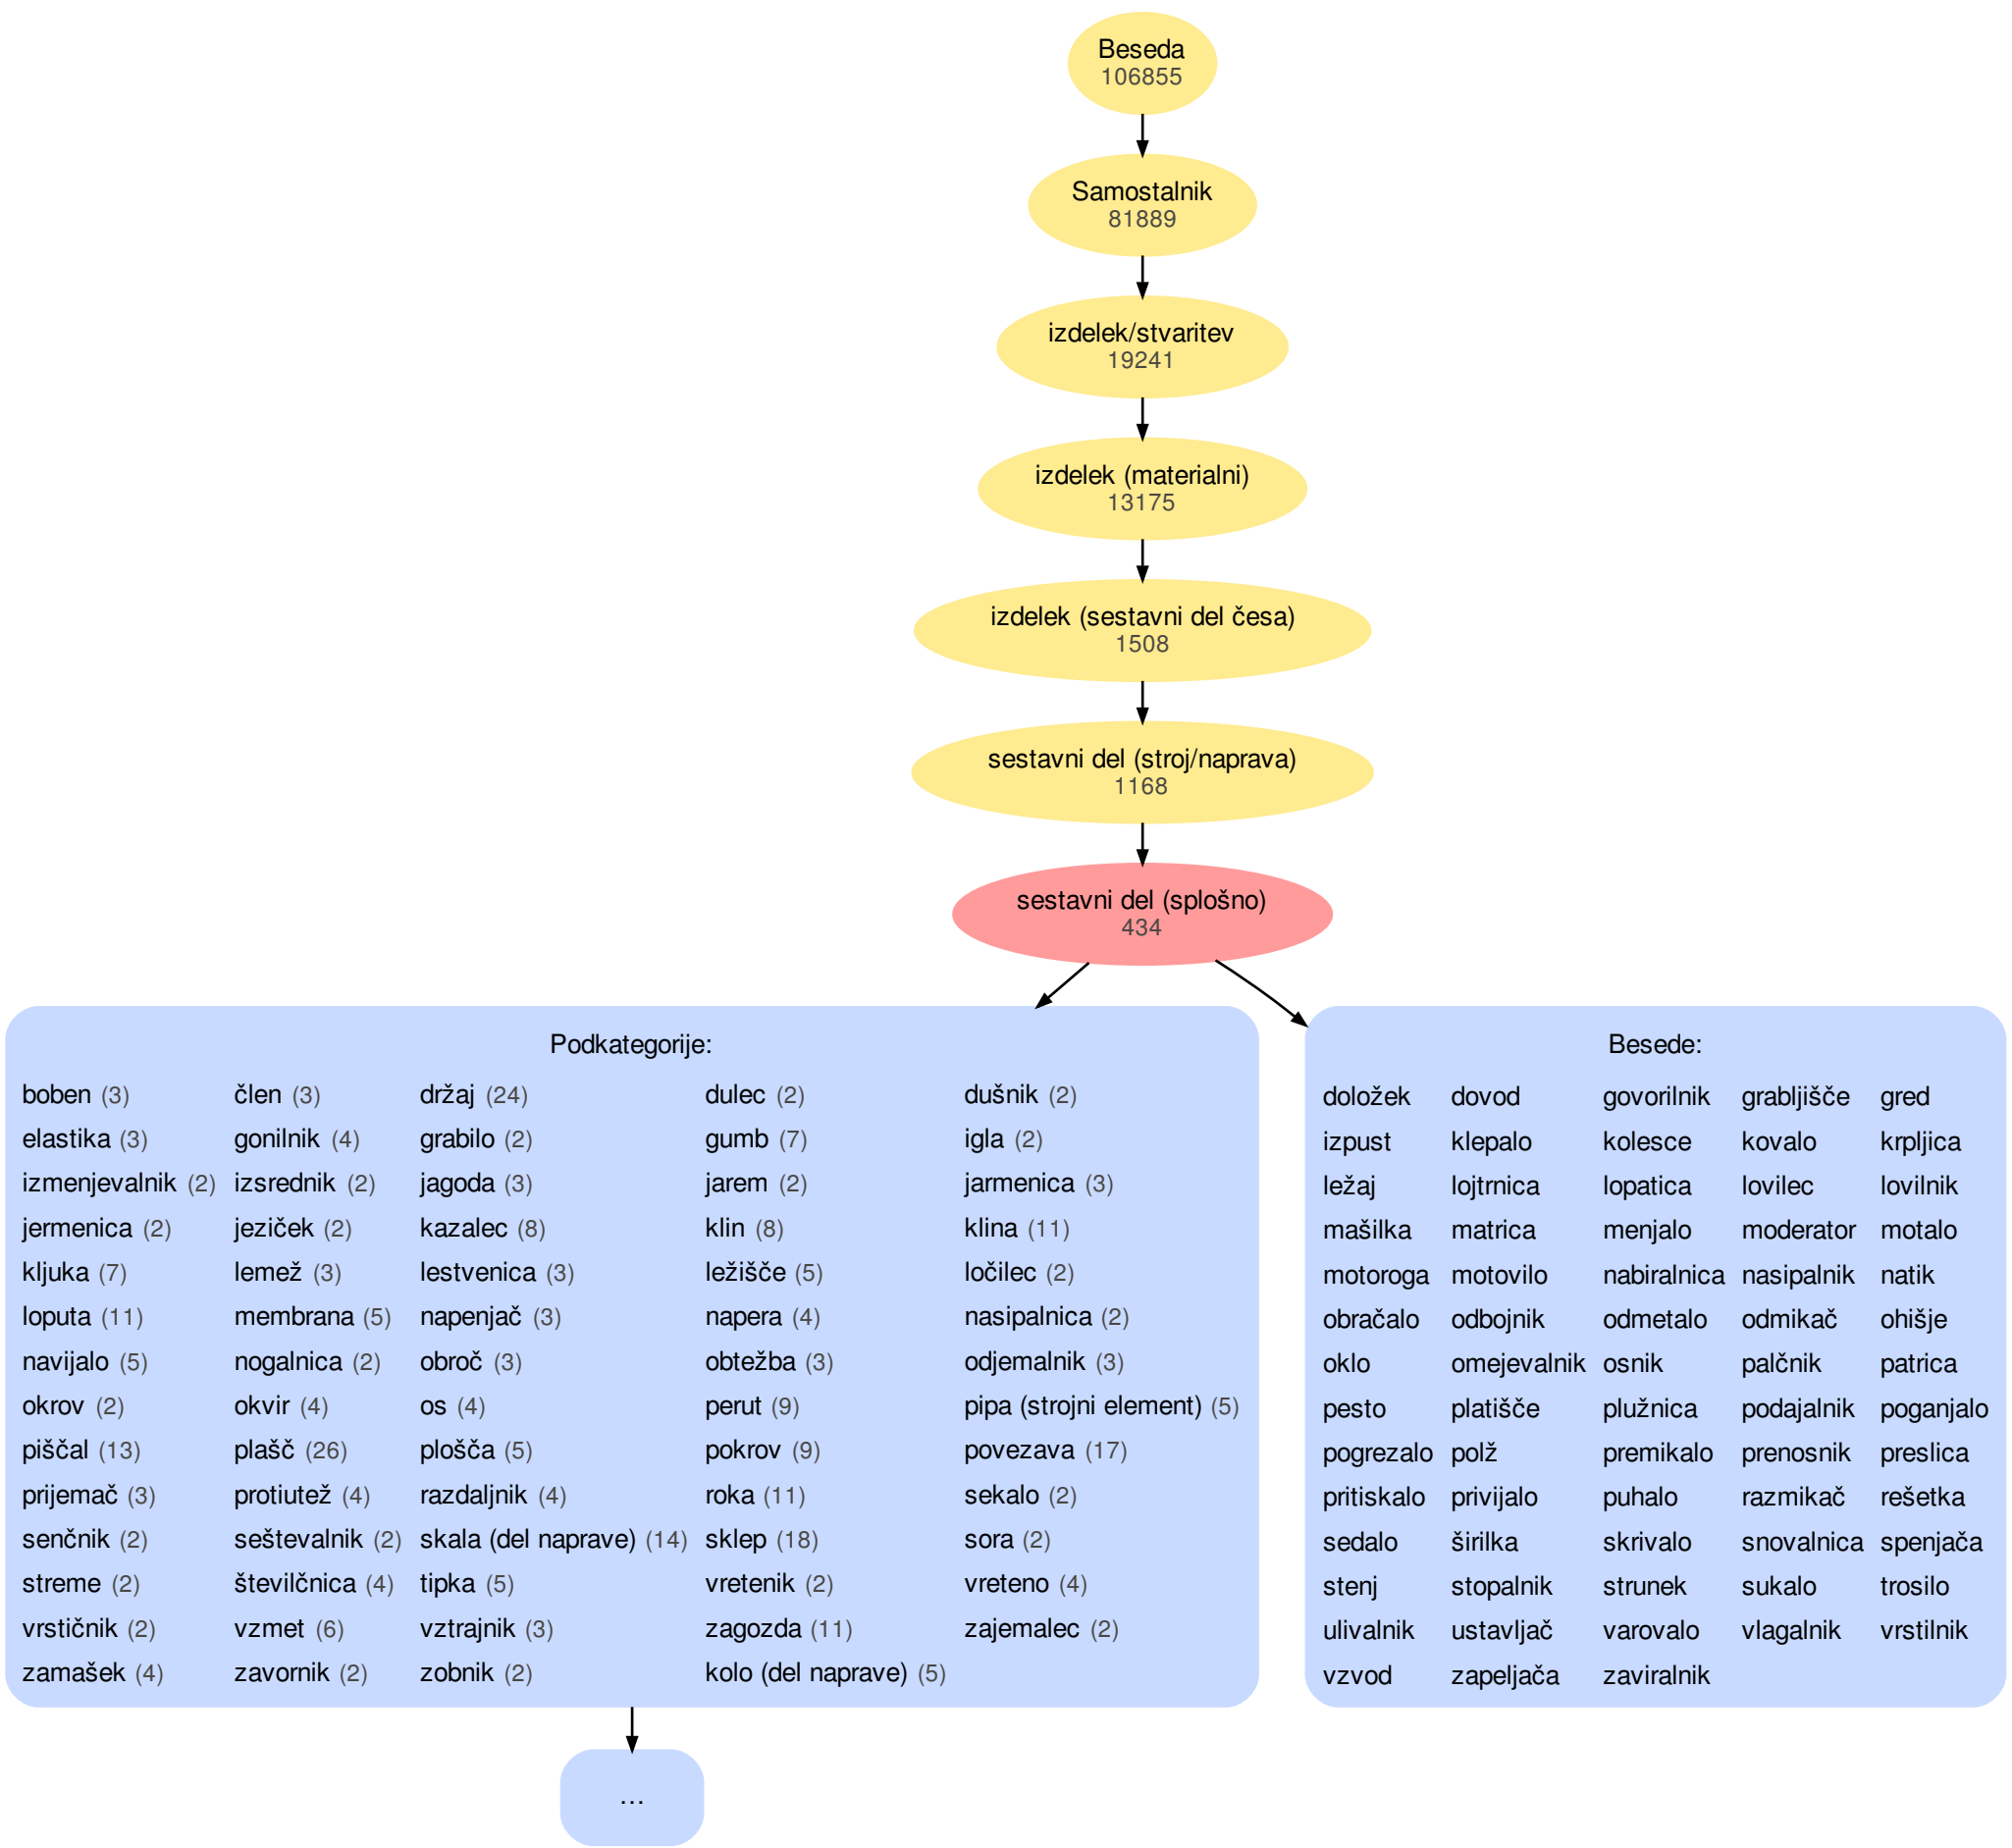 Beseda
106855
Samostalnik
81889
izdelek/stvaritev
19241
izdelek (materialni)
13175
izdelek (sestavni del česa)
1508
sestavni del (stroj/naprava)
1168
sestavni del (splošno)
434
Podkategorije:
boben (3) člen (3) držaj (24) dulec (2) dušnik (2)
elastika (3) gonilnik (4) grabilo (2) gumb (7) igla (2)
izmenjevalnik (2) izsrednik (2) jagoda (3) jarem (2) jarmenica (3)
jermenica (2) jeziček (2) kazalec (8) klin (8) klina (11)
kljuka (7) lemež (3) lestvenica (3) ležišče (5) ločilec (2)
loputa (11) membrana (5) napenjač (3) napera (4) nasipalnica (2)
navijalo (5) nogalnica (2) obroč (3) obtežba (3) odjemalnik (3)
okrov (2) okvir (4) os (4) perut (9) pipa (strojni element) (5)
piščal (13) plašč (26) plošča (5) pokrov (9) povezava (17)
prijemač (3) protiutež (4) razdaljnik (4) roka (11) sekalo (2)
senčnik (2) seštevalnik (2) skala (del naprave) (14) sklep (18) sora (2)
streme (2) številčnica (4) tipka (5) vretenik (2) vreteno (4)
vrstičnik (2) vzmet (6) vztrajnik (3) zagozda (11) zajemalec (2)
zamašek (4) zavornik (2) zobnik (2) kolo (del naprave) (5)
Besede:
doložek dovod govorilnik grabljišče gred
izpust klepalo kolesce kovalo krpljica
ležaj lojtrnica lopatica lovilec lovilnik
mašilka matrica menjalo moderator motalo
motoroga motovilo nabiralnica nasipalnik natik
obračalo odbojnik odmetalo odmikač ohišje
oklo omejevalnik osnik palčnik patrica
pesto platišče plužnica podajalnik poganjalo
pogrezalo polž premikalo prenosnik preslica
pritiskalo privijalo puhalo razmikač rešetka
sedalo širilka skrivalo snovalnica spenjača
stenj stopalnik strunek sukalo trosilo
ulivalnik ustavljač varovalo vlagalnik vrstilnik
vzvod zapeljača zaviralnik
...